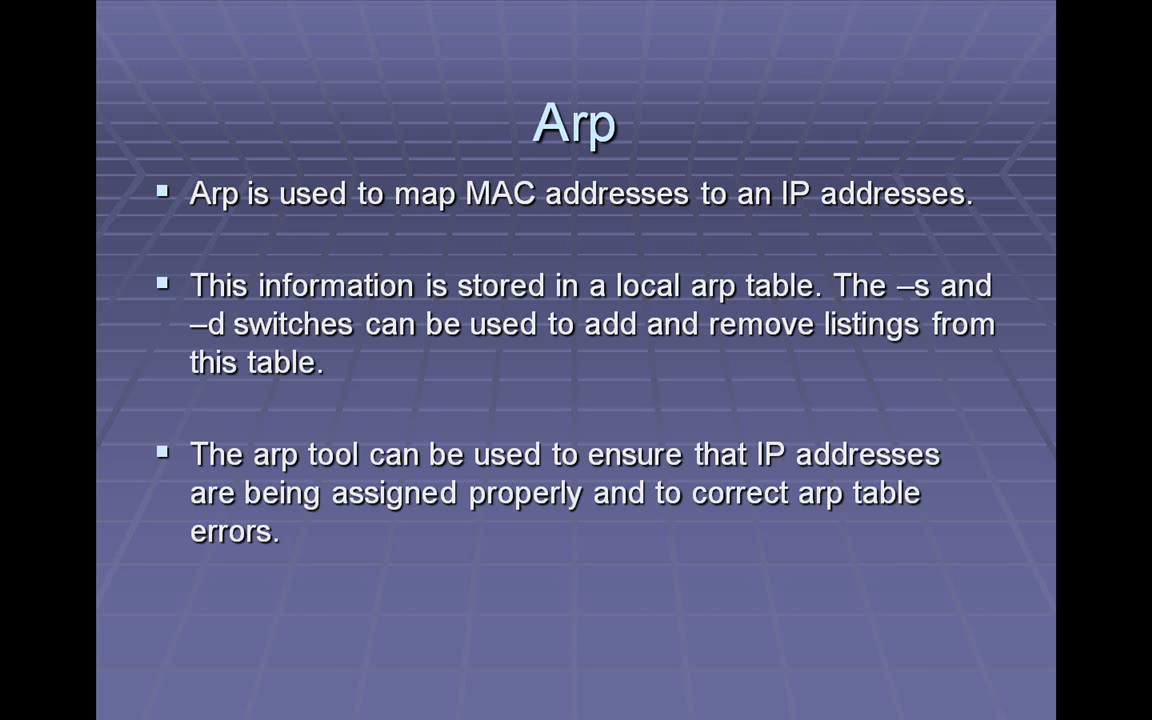 Arp
▪ Arp is used to map MAC addresses to an IP addresses.
▪ This information is stored in a local arp table. The –s and
–d switches can be used to add and remove listings from
this table.
▪ The arp tool can be used to ensure that IP addresses
are being assigned properly and to correct arp table
errors.